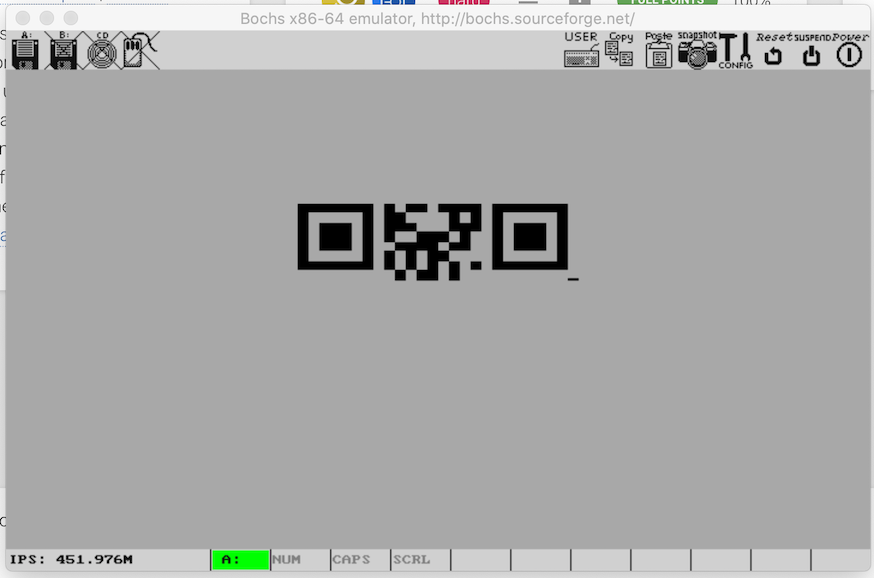 Bochs x86-64 emulator, http://bochs.sourceforge.net/
A: B: CD USER Copy Paste snapshot CONFIG Reset SUSPEND Power
IPS: 451.976M A: NUM CAPS SCRL